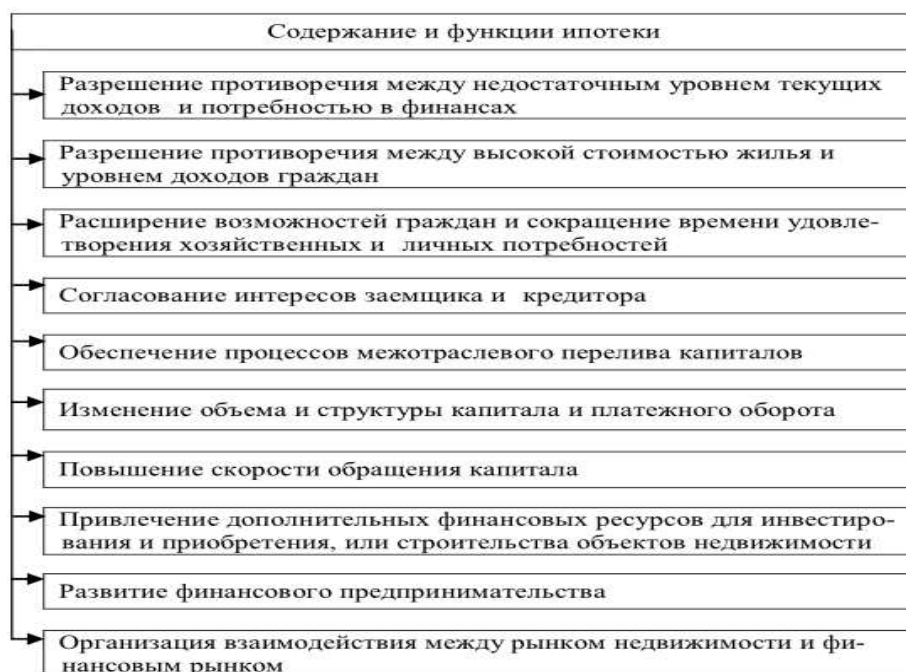 Содержание и функции ипотеки
Разрешение противоречия между недостаточным уровнем текущих
доходов и потребностью в финансах
Разрешение противоречия между высокой стоимостью жилья и
уровнем доходов граждан
Расширение возможностей граждан и сокращение времени удовле-
творения хозяйственных и личных потребностей
Согласование интересов заемщика и кредитора
Обеспечение процессов межотраслевого перелива капиталов
Изменение объема и структуры капитала и платежного оборота
Повышение скорости обращения капитала
Привлечение дополнительных финансовых ресурсов для инвестиро-
вания и приобретения, или строительства объектов недвижимости
Развитие финансового предпринимательства
Организация взаимодействия между рынком недвижимости и фи-
нансовым рынком